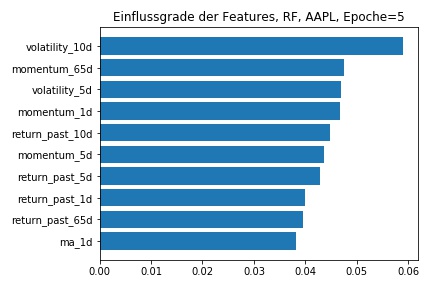 Einflussgrade der Features, RF, AAPL, Epoche=5
volatility_10d
momentum_65d
volatility_5d
momentum_1d
return_past_10d
momentum_5d
return_past_5d
return_past_1d
return_past_65d
ma_1d
0.00 0.01 0.02 0.03 0.04 0.05 0.06